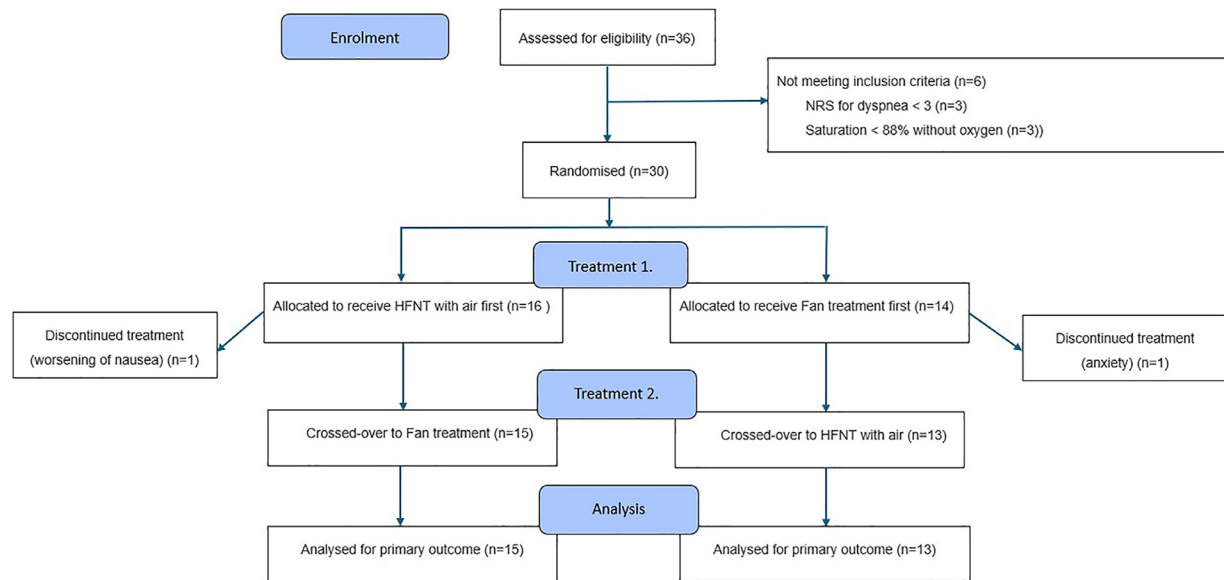 Enrolment
Assessed for eligibility (n=36)
Not meeting inclusion criteria (n=6)
NRS for dyspnea < 3 (n=3)
Saturation < 88% without oxygen (n=3))
Randomised (n=30)
Treatment 1.
Allocated to receive HFNT with air first (n=16 )
Allocated to receive Fan treatment first (n=14)
Discontinued treatment
(worsening of nausea) (n=1)
Discontinued treatment
(anxiety) (n=1)
Treatment 2.
Crossed-over to Fan treatment (n=15)
Crossed-over to HFNT with air (n=13)
Analysis
Analysed for primary outcome (n=15)
Analysed for primary outcome (n=13)